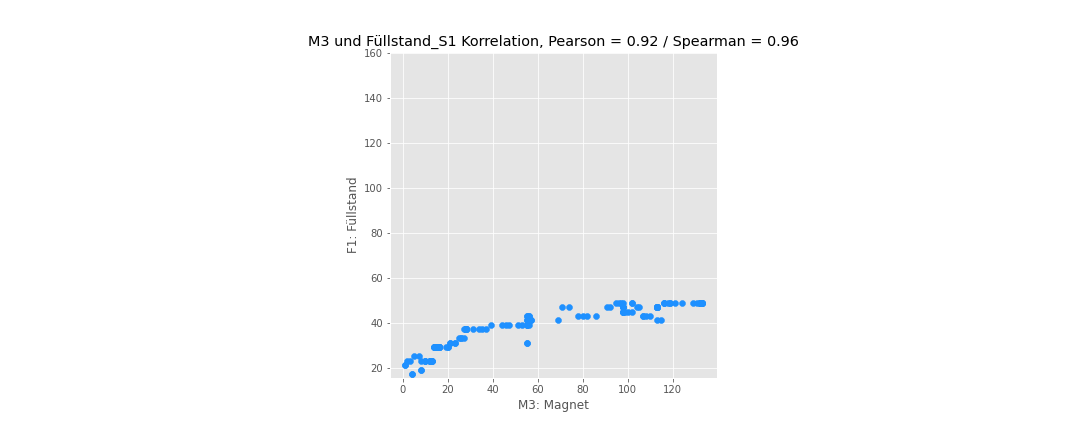 M3 und Füllstand_S1 Korrelation, Pearson = 0.92 / Spearman = 0.96
160
140
120
100
80
60
40
20
F1: Füllstand
0 20 40 60 80 100 120
M3: Magnet